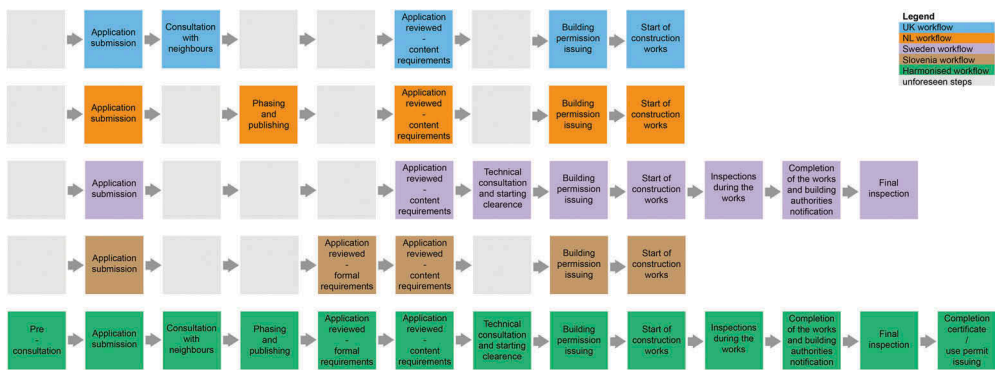 Legend
UK workflow
NL workflow
Sweden workflow
Slovenia workflow
Harmonised workflow
unforeseen steps
Application
submission
Consultation
with
neighbours
Application
reviewed
-
content
requirements
Building
permission
issuing
Start of
construction
works
Application
submission
Phasing
and
publishing
Application
reviewed
-
content
requirements
Building
permission
issuing
Start of
construction
works
Application
submission
Application
reviewed
-
content
requirements
Technical
consultation
and starting
clearence
Building
permission
issuing
Start of
construction
works
Inspections
during the
works
Completion
of the works
and building
authorities
notification
Final
inspection
Application
submission
Application
reviewed
-
formal
requirements
Application
reviewed
-
content
requirements
Building
permission
issuing
Start of
construction
works
Pre
-
consultation
Application
submission
Consultation
with
neighbours
Phasing
and
publishing
Application
reviewed
-
formal
requirements
Application
reviewed
-
content
requirements
Technical
consultation
and starting
clearence
Building
permission
issuing
Start of
construction
works
Inspections
during the
works
Completion
of the works
and building
authorities
notification
Final
inspection
Completion
certificate
/
use permit
issuing